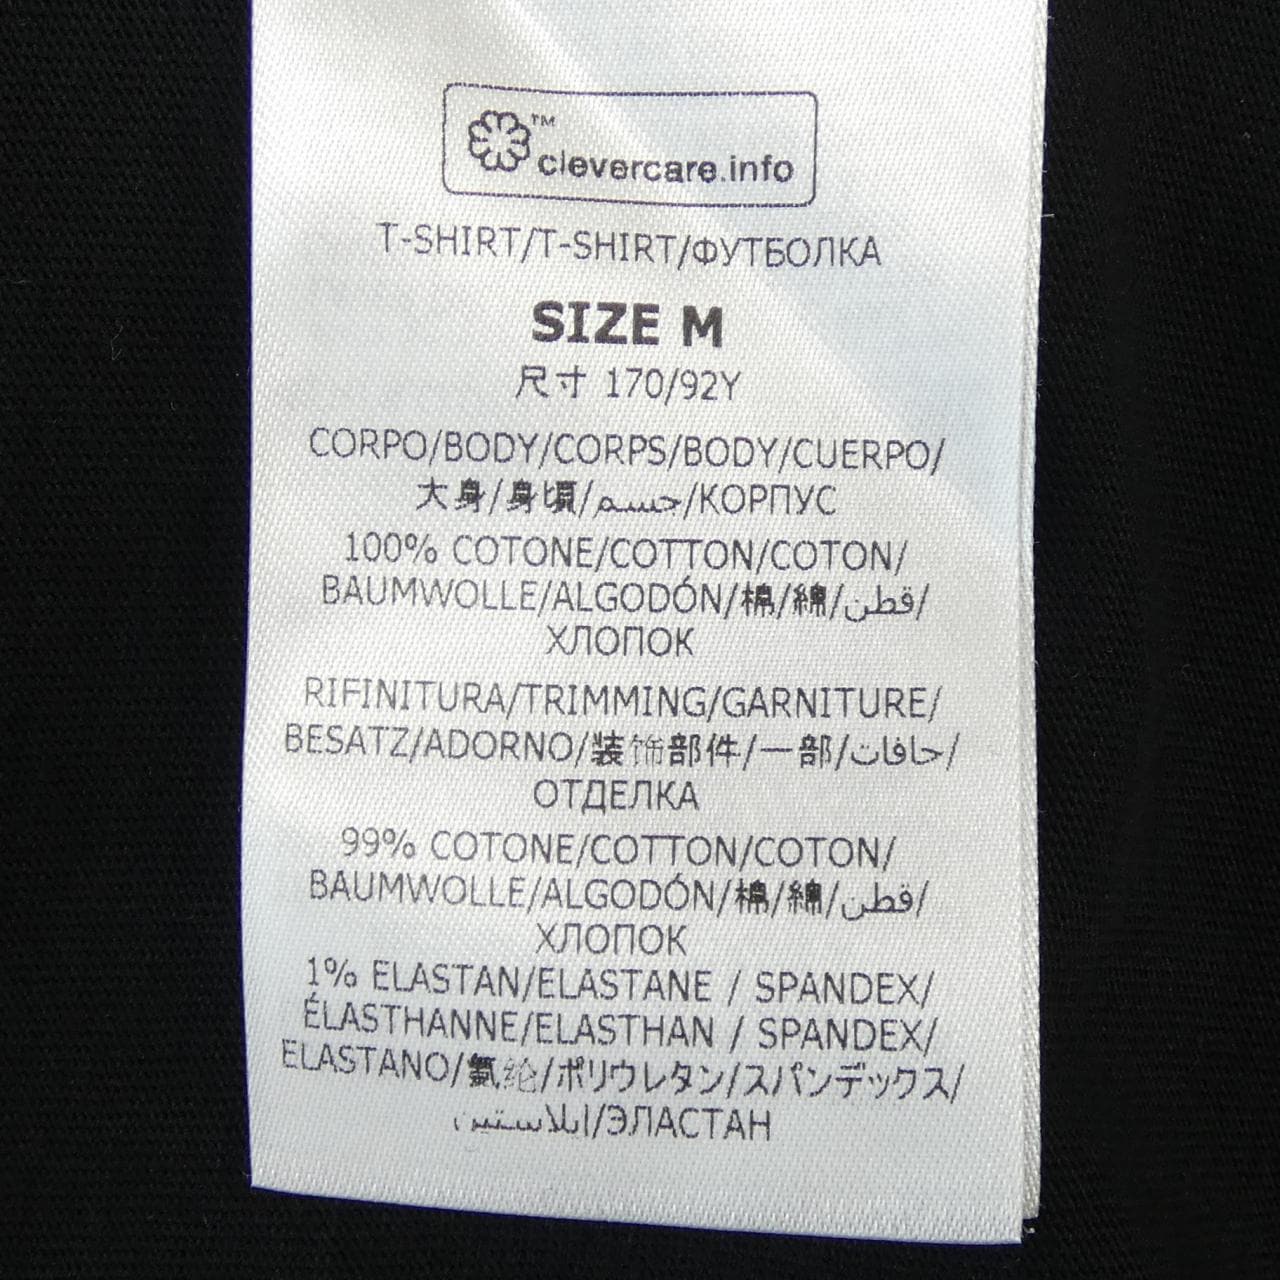 ™
clevercare.info
T-SHIRT/T-SHIRT/ФУТБОЛКА
SIZE M
尺寸 170/92Y
CORPO/BODY/CORPS/BODY/CUERPO/
大身/身頃/جسم/КОРПУС
100% COTONE/COTTON/COTON/
BAUMWOLLE/ALGODÓN/棉/綿/قطن/
ХЛОПОК
RIFINITURA/TRIMMING/GARNITURE/
BESATZ/ADORNO/装饰部件/一部/حافات/
ОТДЕЛКА
99% COTONE/COTTON/COTON/
BAUMWOLLE/ALGODÓN/棉/綿/قطن/
ХЛОПОК
1% ELASTAN/ELASTANE / SPANDEX/
ÉLASTHANNE/ELASTHAN / SPANDEX/
ELASTANO/氨纶/ポリウレタン/スパンデックス/
ايلاستين/ЭЛАСТАН